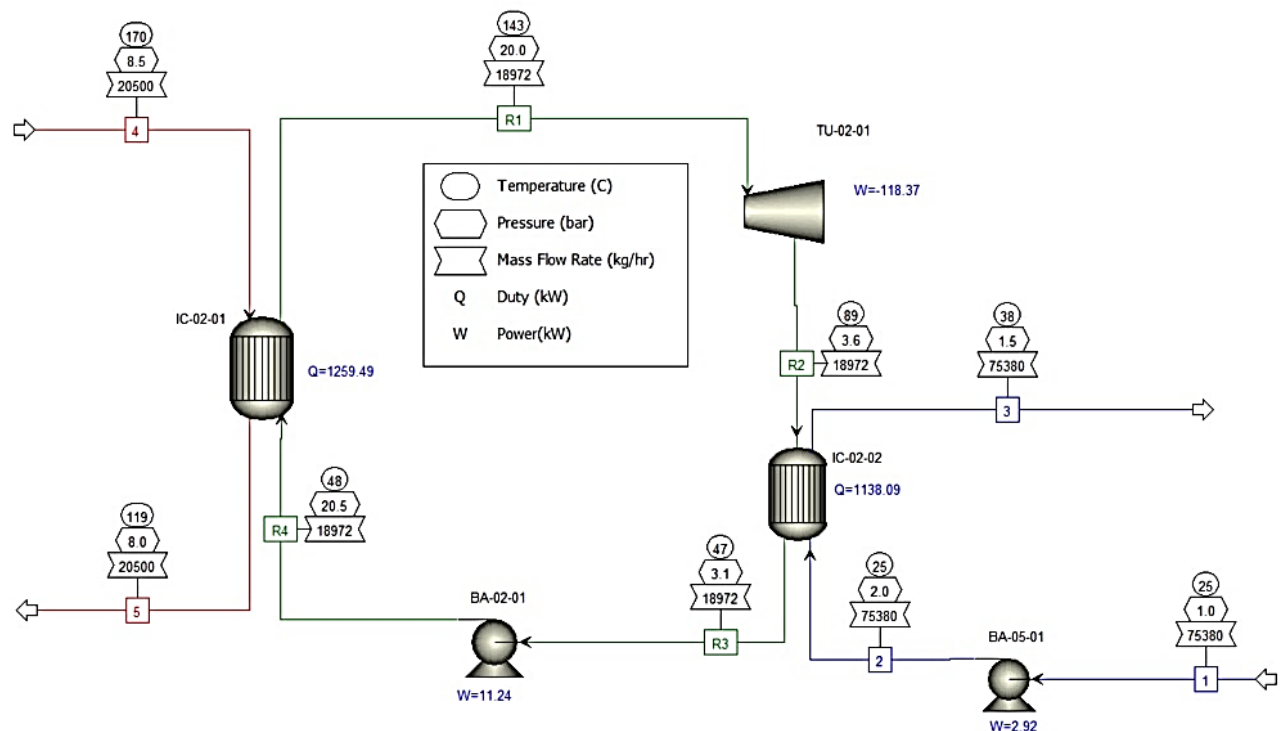 143
20.0
18972
R1
170
8.5
20500
4
TU-02-01
W=-118.37
Temperature (C)
Pressure (bar)
Mass Flow Rate (kg/hr)
Q Duty (kW)
W Power(kW)
IC-02-01
Q=1259.49
89
3.6
18972
R2
38
1.5
75380
3
IC-02-02
Q=1138.09
48
20.5
18972
R4
119
8.0
20500
5
BA-02-01
W=11.24
47
3.1
18972
R3
25
2.0
75380
2
BA-05-01
W=2.92
25
1.0
75380
1